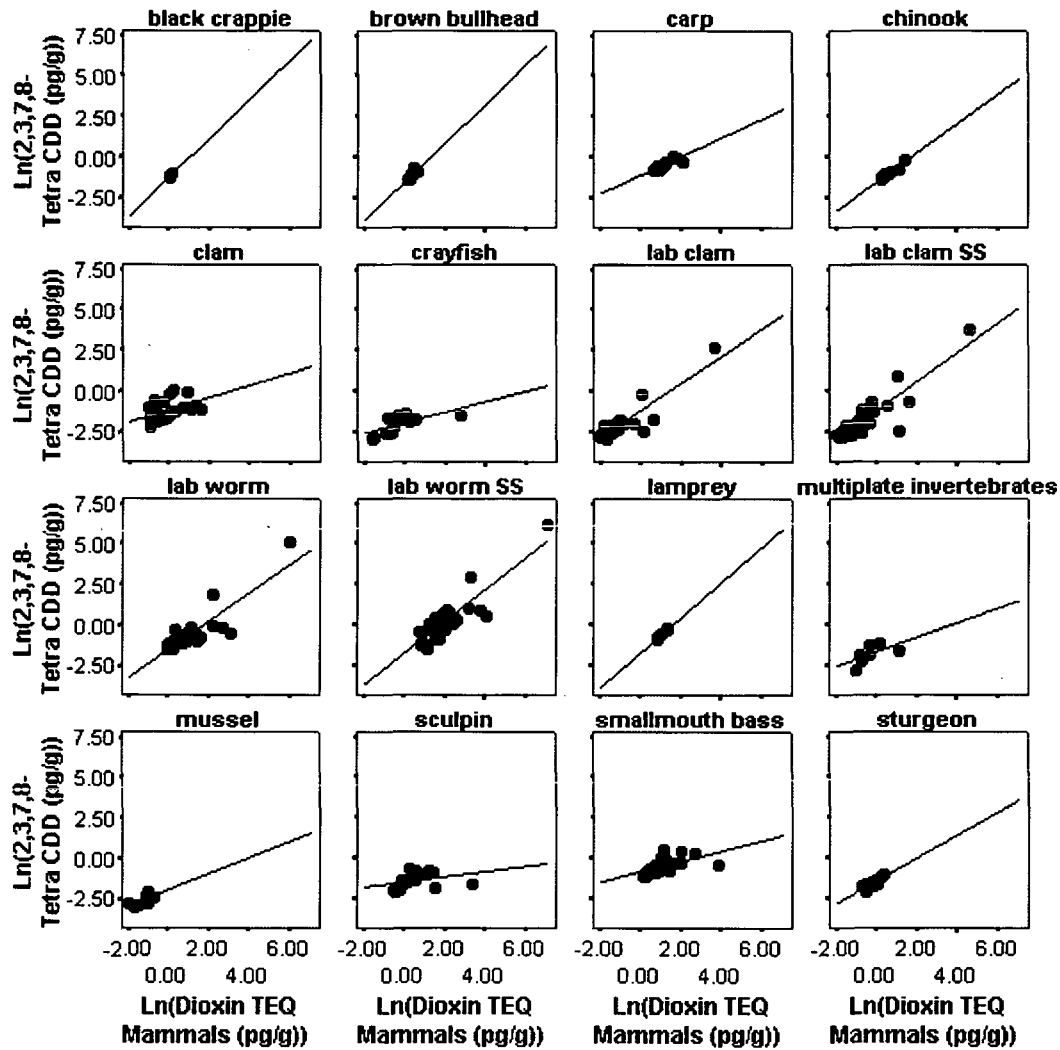 black crappie
brown bullhead
carp
chinook
Ln(2,3,7,8-
Tetra CDD (pg/g))
7.50
5.00
2.50
0.00
-2.50
clam
crayfish
lab clam
lab clam SS
Ln(2,3,7,8-
Tetra CDD (pg/g))
7.50
5.00
2.50
0.00
-2.50
lab worm
lab worm SS
lamprey
multiplate invertebrates
Ln(2,3,7,8-
Tetra CDD (pg/g))
7.50
5.00
2.50
0.00
-2.50
mussel
sculpin
smallmouth bass
sturgeon
Ln(2,3,7,8-
Tetra CDD (pg/g))
7.50
5.00
2.50
0.00
-2.50
-2.00 2.00 6.00 -2.00 2.00 6.00 -2.00 2.00 6.00 -2.00 2.00 6.00
0.00 4.00 0.00 4.00 0.00 4.00 0.00 4.00
Ln(Dioxin TEQ Ln(Dioxin TEQ Ln(Dioxin TEQ Ln(Dioxin TEQ
Mammals (pg/g)) Mammals (pg/g)) Mammals (pg/g)) Mammals (pg/g))